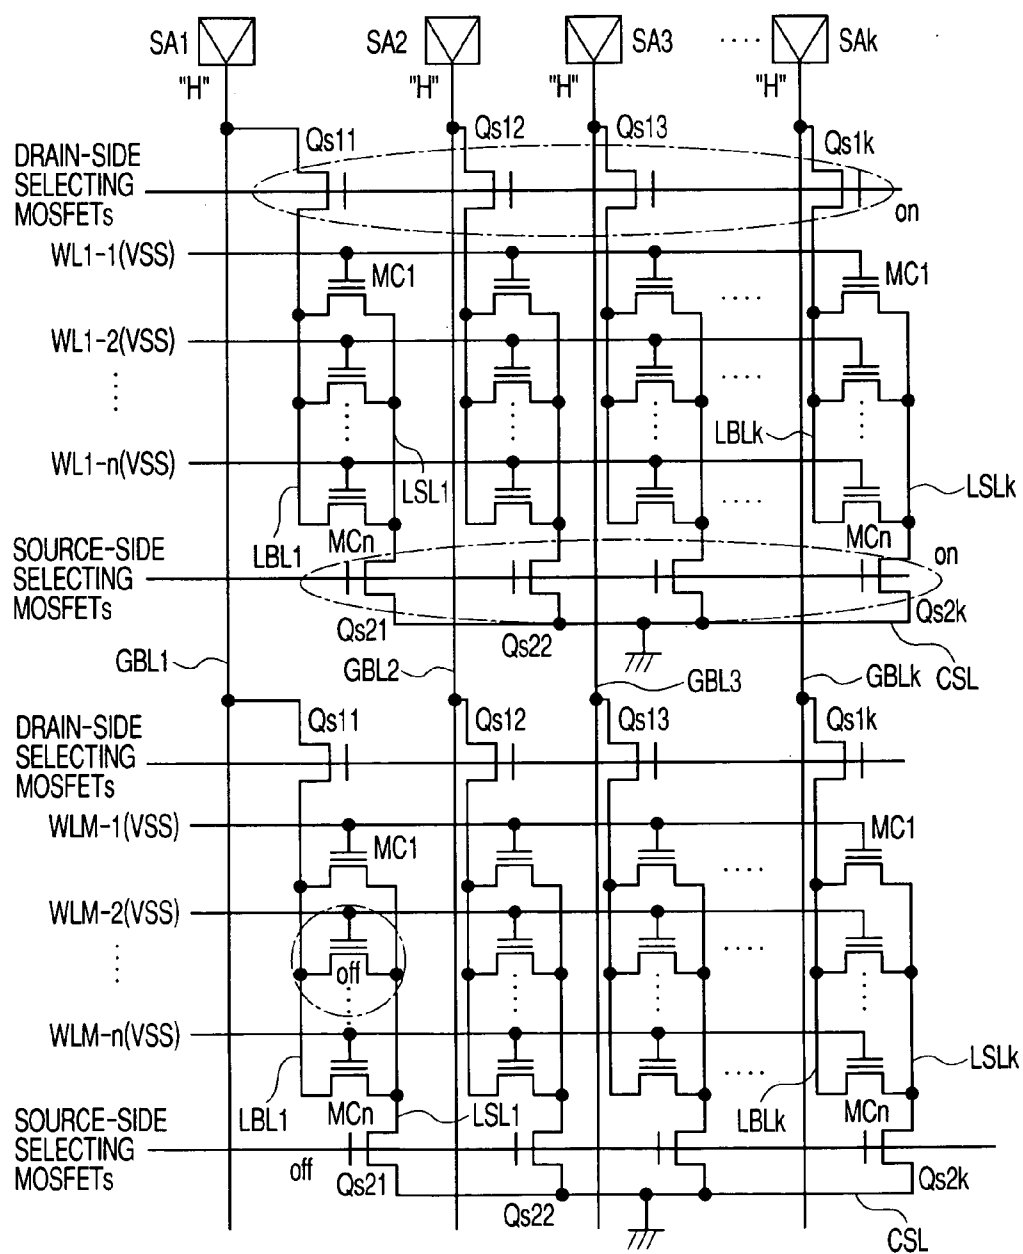 SA1 SA2 SA3 .... SAk
"H" "H" "H" "H"
Qs11 Qs12 Qs13 Qs1k
DRAIN-SIDE
SELECTING
MOSFETs
on
WL1-1(VSS)
MC1 MC1
....
WL1-2(VSS)
....
LBLk
WL1-n(VSS)
LSL1 LSLk
....
LBL1 MCn MCn
SOURCE-SIDE
SELECTING
MOSFETs
on
Qs21 Qs22 Qs2k
GBL1 GBL2 GBL3 GBLk CSL
Qs11 Qs12 Qs13 Qs1k
DRAIN-SIDE
SELECTING
MOSFETs
WLM-1(VSS)
MC1 MC1
....
WLM-2(VSS)
off
....
WLM-n(VSS)
LSLk
....
LBL1 MCn LSL1 LBLk MCn
SOURCE-SIDE
SELECTING
MOSFETs
off
Qs21 Qs22 Qs2k
CSL